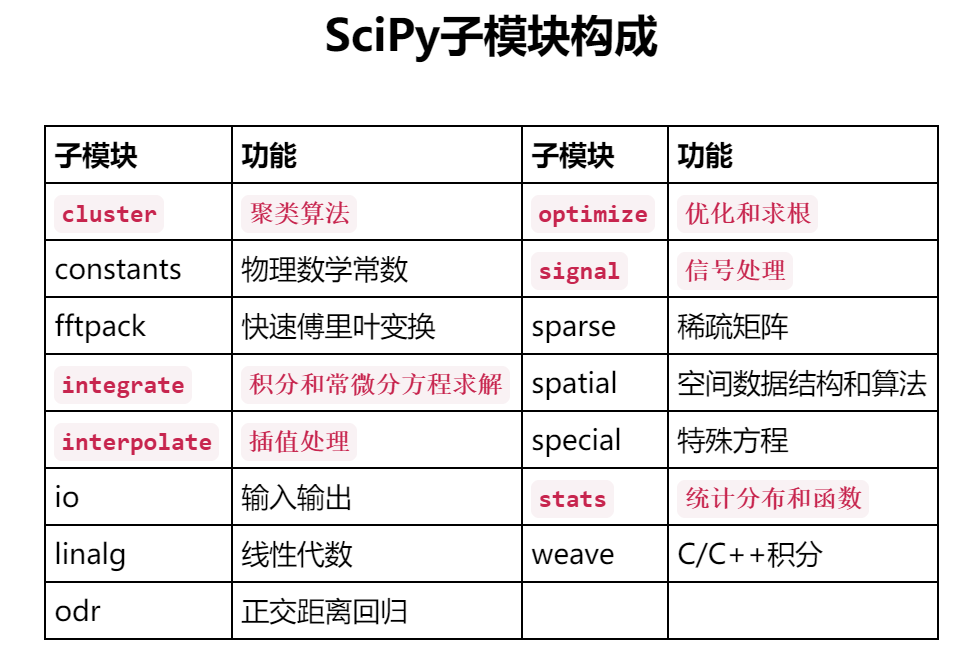 SciPy子模块构成
子模块 功能 子模块 功能
cluster 聚类算法 optimize 优化和求根
constants 物理数学常数 signal 信号处理
fftpack 快速傅里叶变换 sparse 稀疏矩阵
integrate 积分和常微分方程求解 spatial 空间数据结构和算法
interpolate 插值处理 special 特殊方程
io 输入输出 stats 统计分布和函数
linalg 线性代数 weave C/C++积分
odr 正交距离回归